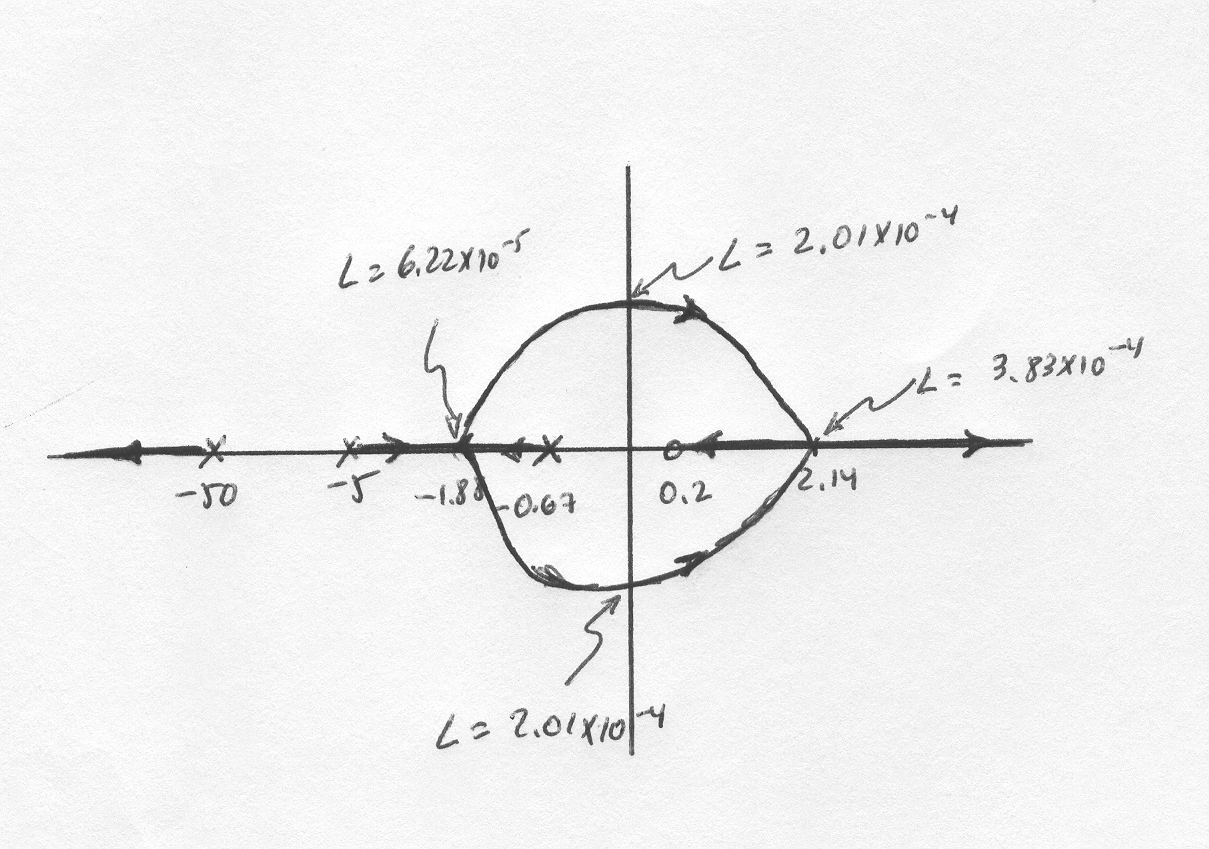 L = 2.01X10⁻⁴
L = 6.22X10⁻⁵
L = 3.83X10⁻⁴
-50
-5
-1.88
-0.67
0.2
2.14
L = 2.01X10⁻⁴